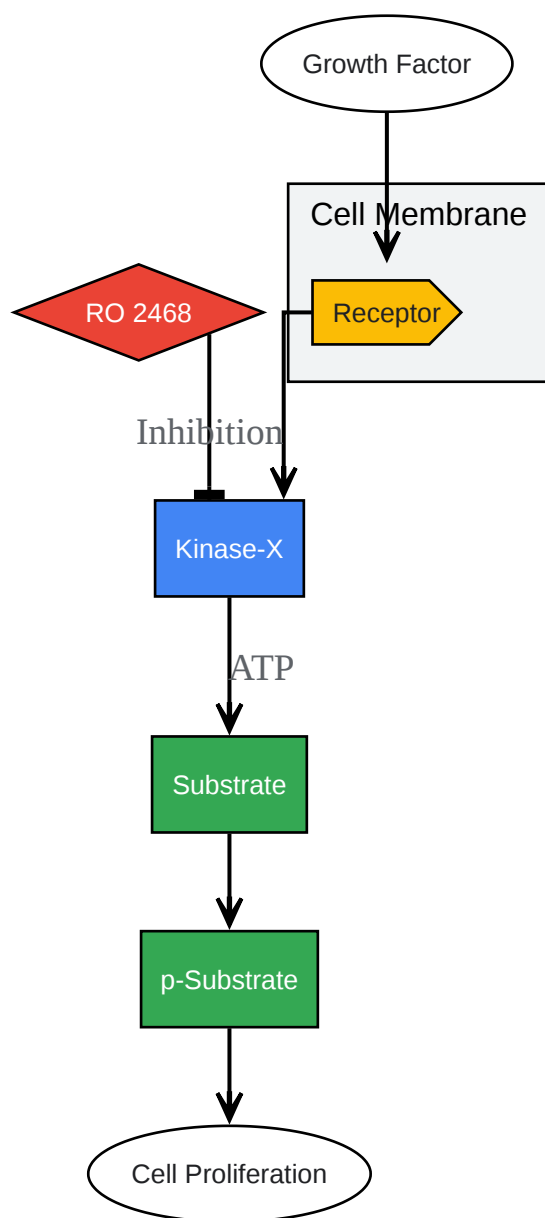 Growth Factor
Cell Membrane
RO 2468
Receptor
Inhibition
Kinase-X
ATP
Substrate
p-Substrate
Cell Proliferation